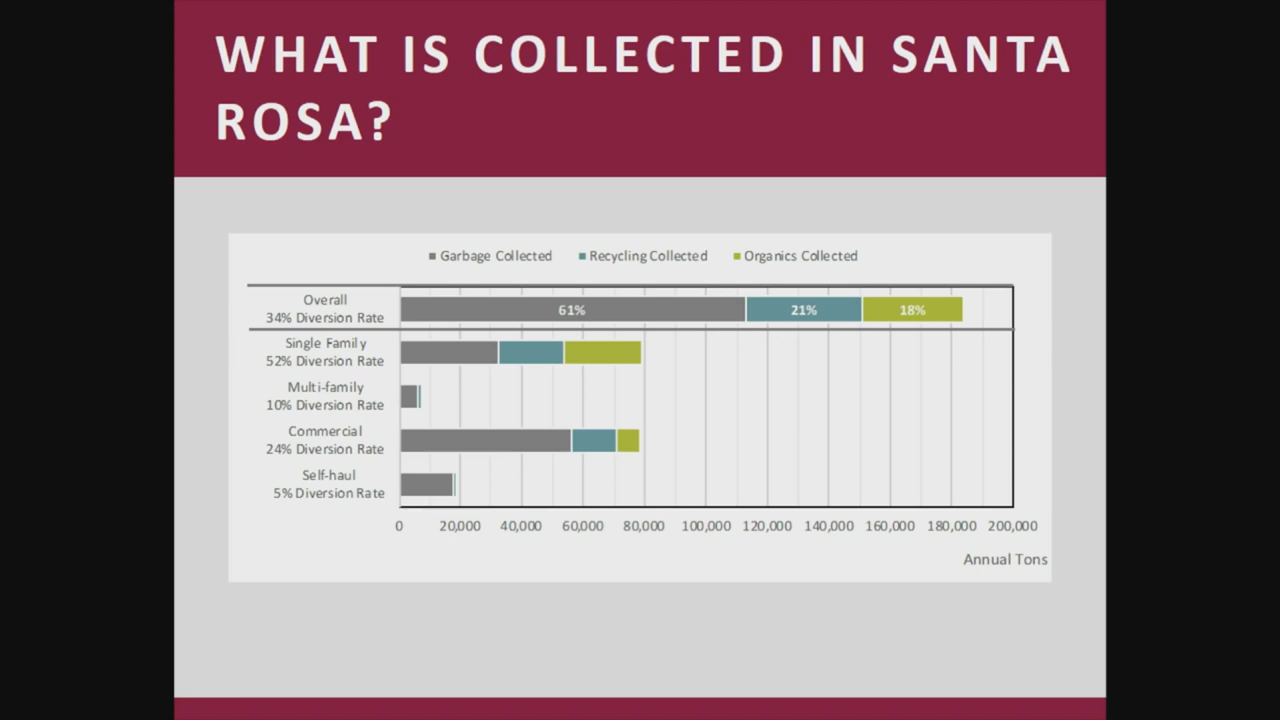 WHAT IS COLLECTED IN SANTA
ROSA?
Garbage Collected Recycling Collected Organics Collected
Overall
34% Diversion Rate
61% 21% 18%
Single Family
52% Diversion Rate
Multi-family
10% Diversion Rate
Commercial
24% Diversion Rate
Self-haul
5% Diversion Rate
0 20,000 40,000 60,000 80,000 100,000 120,000 140,000 160,000 180,000 200,000
Annual Tons